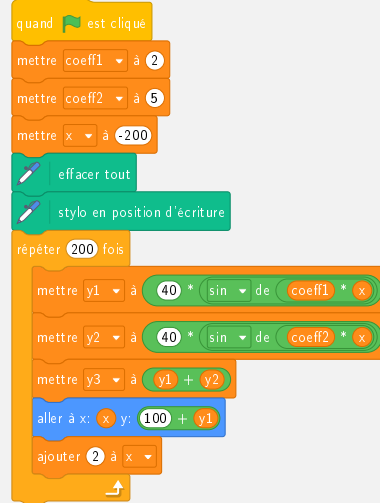 quand est cliqué
mettre coeff1 à 2
mettre coeff2 à 5
mettre x à -200
effacer tout
stylo en position d'écriture
répéter 200 fois
mettre y1 à 40 * sin de coeff1 * x
mettre y2 à 40 * sin de coeff2 * x
mettre y3 à y1 + y2
aller à x: x y: 100 + y1
ajouter 2 à x